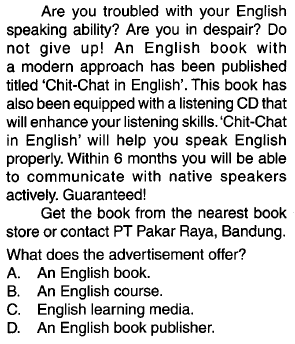 Are you troubled with your English
speaking ability? Are you in despair? Do
not give up! An English book with
a modern approach has been published
titled ‘Chit-Chat in English’. This book has
also been equipped with a listening CD that
will enhance your listening skills. ‘Chit-Chat
in English’ will help you speak English
properly. Within 6 months you will be able
to communicate with native speakers
actively. Guaranteed!
Get the book from the nearest book
store or contact PT Pakar Raya, Bandung.
What does the advertisement offer?
A. An English book.
B. An English course.
C. English learning media.
D. An English book publisher.